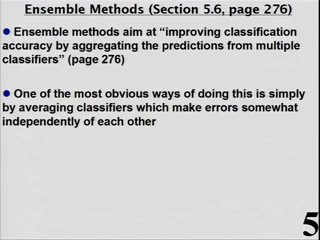 Ensemble Methods (Section 5.6, page 276)
● Ensemble methods aim at “improving classification
accuracy by aggregating the predictions from multiple
classifiers” (page 276)
● One of the most obvious ways of doing this is simply
by averaging classifiers which make errors somewhat
independently of each other
5